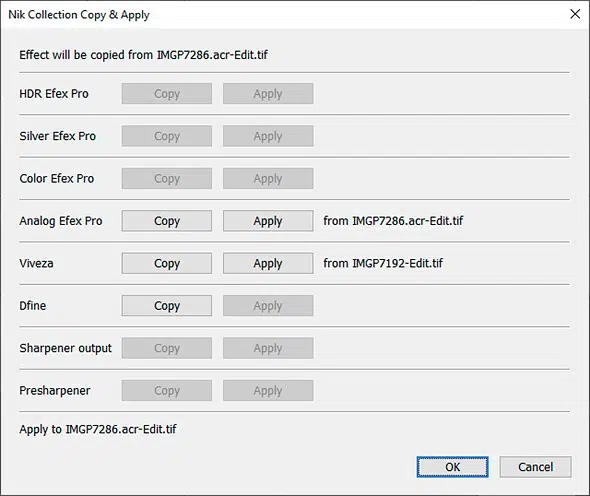 Nik Collection Copy & Apply
Effect will be copied from IMGP7286.acr-Edit.tif
HDR Efex Pro Copy Apply
Silver Efex Pro Copy Apply
Color Efex Pro Copy Apply
Analog Efex Pro Copy Apply from IMGP7286.acr-Edit.tif
Viveza Copy Apply from IMGP7192-Edit.tif
Dfine Copy Apply
Sharpener output Copy Apply
Presharpener Copy Apply
Apply to IMGP7286.acr-Edit.tif
OK Cancel